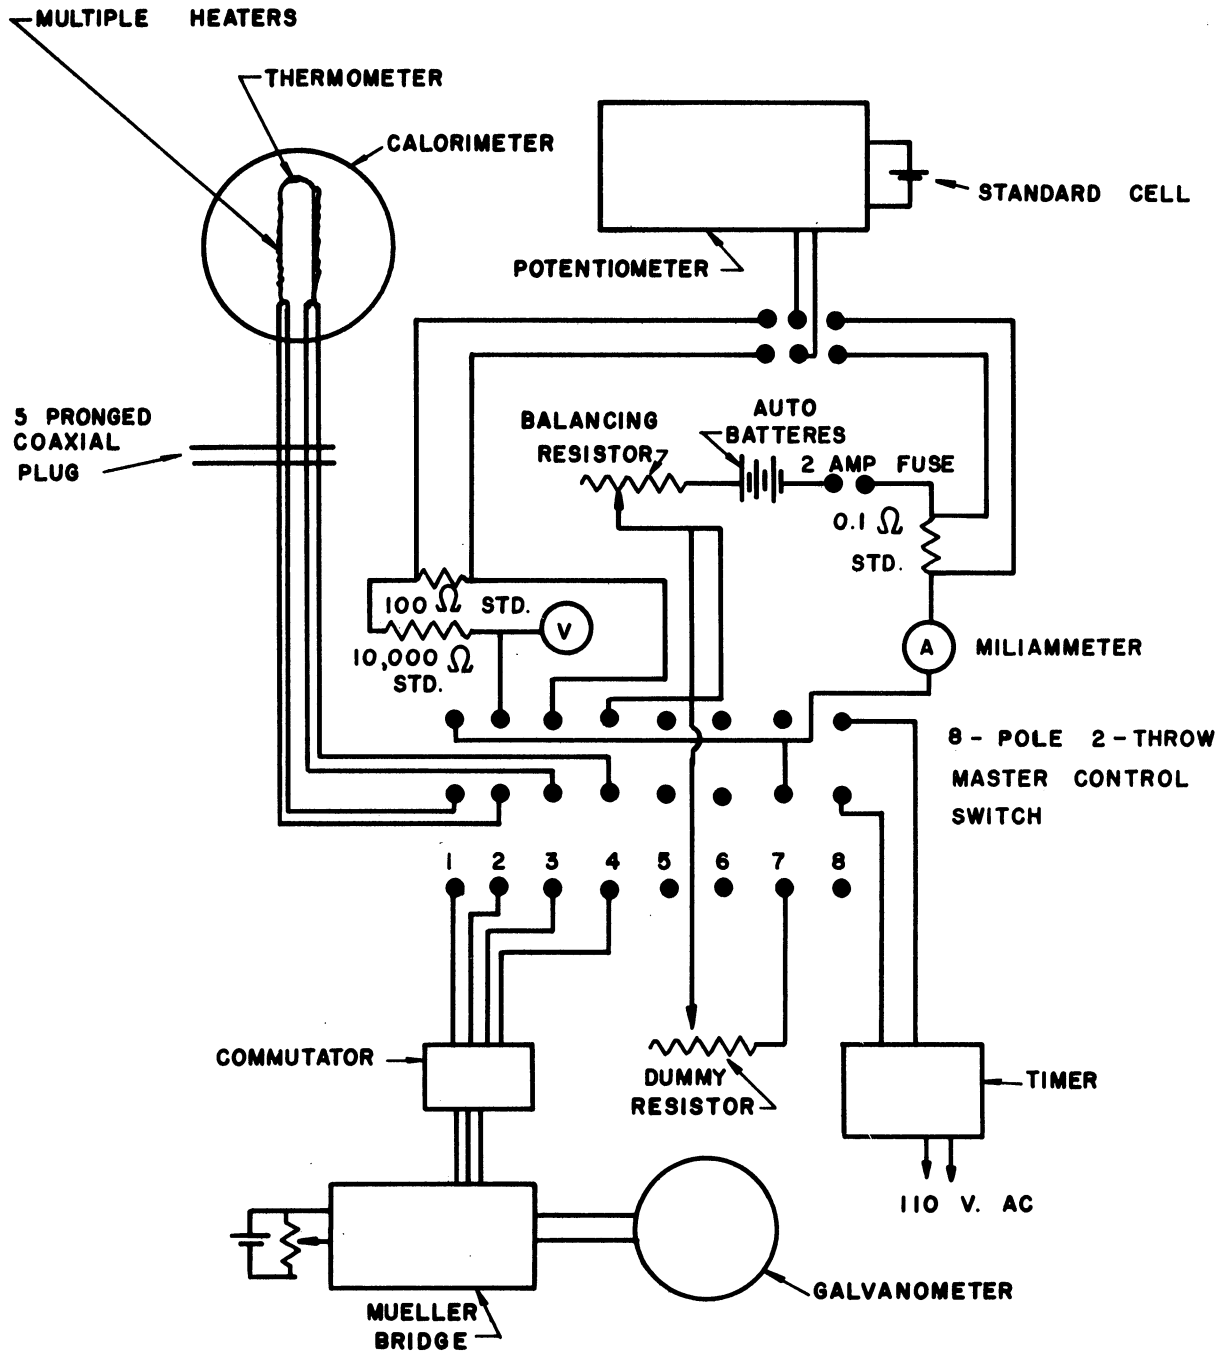 MULTIPLE HEATERS
THERMOMETER
CALORIMETER
STANDARD CELL
POTENTIOMETER
5 PRONGED
COAXIAL
PLUG
BALANCING
RESISTOR
AUTO
BATTERES
2 AMP FUSE
0.1 Ω
STD.
100 Ω STD.
V
10,000 Ω
STD.
A
MILIAMMETER
8 - POLE 2 - THROW
MASTER CONTROL
SWITCH
1 2 3 4 5 6 7 8
COMMUTATOR
DUMMY
RESISTOR
TIMER
110 V. AC
GALVANOMETER
MUELLER
BRIDGE